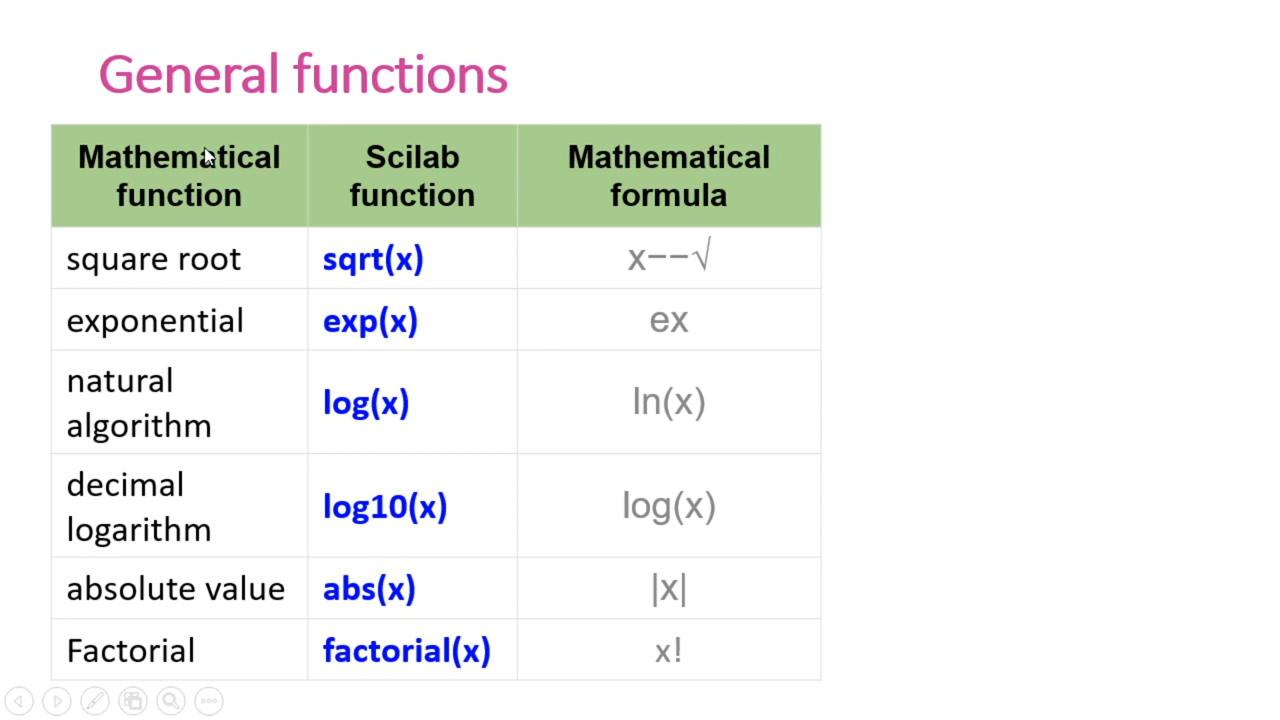 General functions
Mathematical
function
Scilab
function
Mathematical
formula
square root
sqrt(x)
x−−√
exponential
exp(x)
ex
natural
algorithm
log(x)
ln(x)
decimal
logarithm
log10(x)
log(x)
absolute value
abs(x)
|x|
Factorial
factorial(x)
x!